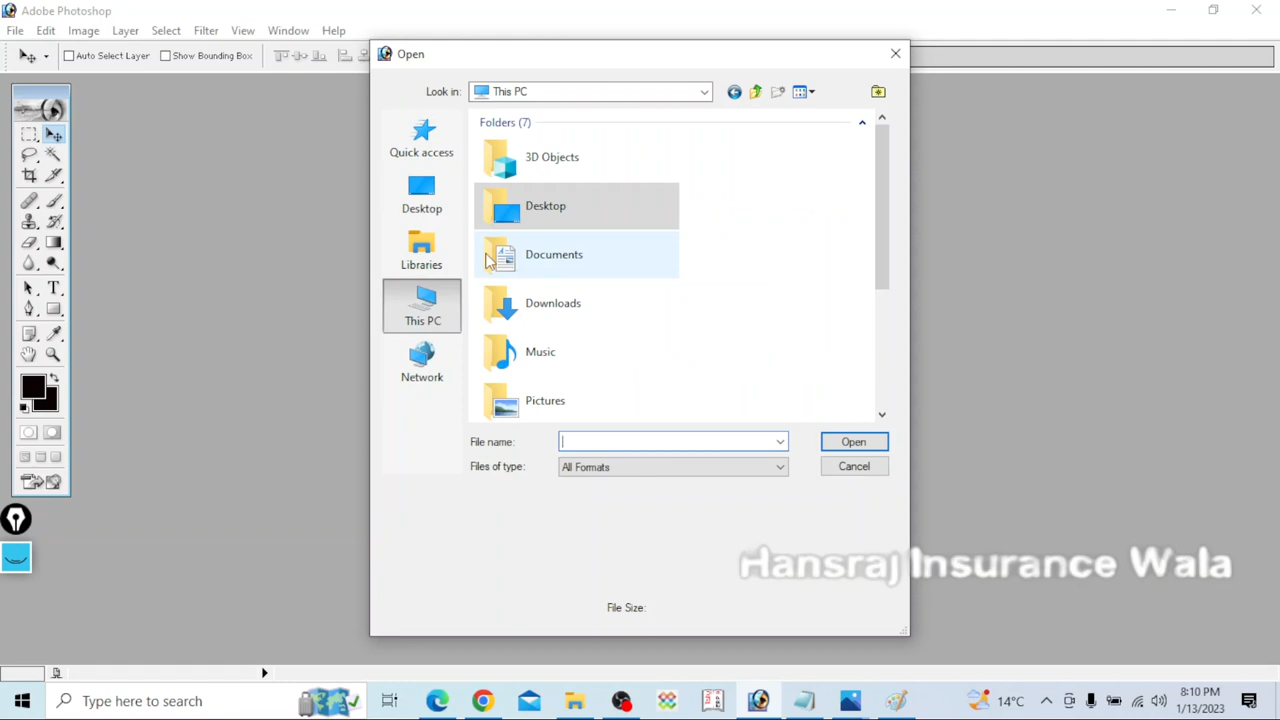 Adobe Photoshop
File Edit Image Layer Select Filter View Window Help
Auto Select Layer Show Bounding Box
Open
Look in: This PC
Folders (7)
Quick access
3D Objects
Desktop
Desktop
Libraries
Documents
This PC
Downloads
Network
Music
Pictures
File name: Open
Files of type: All Formats Cancel
Hansraj Insurance Wala
File Size:
Type here to search
14°C
8:10 PM
1/13/2023